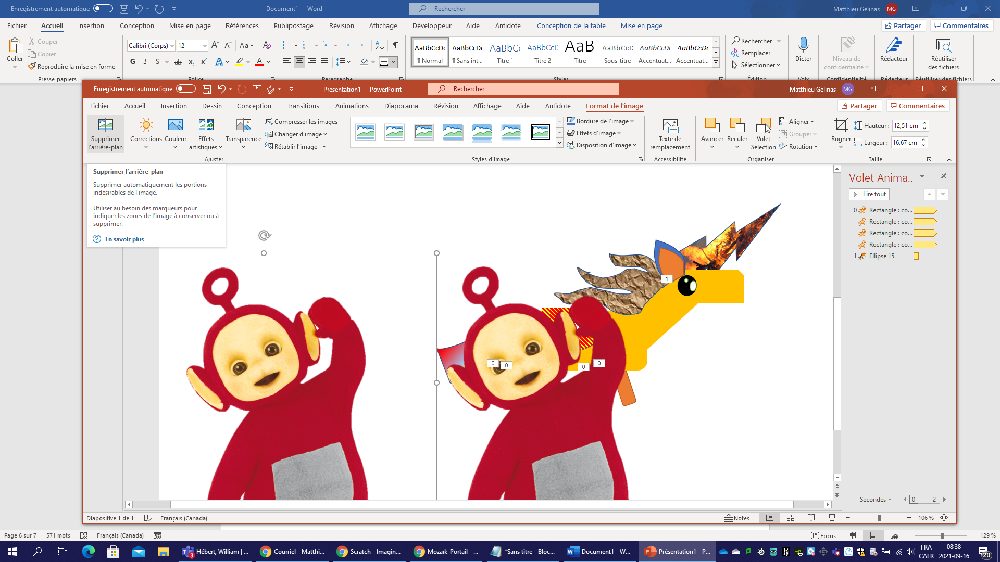 Enregistrement automatique
Document1 - Word
Rechercher
Matthieu Gélinas MG
Fichier Accueil Insertion Conception Mise en page Références Publipostage Révision Affichage Développeur Aide Antidote Conception de la table Mise en page Partager Commentaires
Coller
Couper
Copier
Reproduire la mise en forme
Presse-papiers
Calibri (Corps) 12
Police
Paragraphe
AaBbCcDc AaBbCcDc AaBbCc AaBbCcD AaB AaBbCcD AaBbCcDc AaBbCcDc
¶ Normal ¶ Sans int... Titre 1 Titre 2 Titre Sous-titre Accentuat... Accentuat...
Styles
Rechercher
Remplacer
Sélectionner
Édition
Dicter
Voix
Niveau de
confidentialité
Confidentialité
Rédacteur
Rédacteur
Réutiliser
des fichiers
Réutiliser des fichiers
Enregistrement automatique
Présentation1 - PowerPoint
Rechercher
Matthieu Gélinas MG
Fichier Accueil Insertion Dessin Conception Transitions Animations Diaporama Révision Affichage Aide Antidote Format de l'image Partager Commentaires
Supprimer
l'arrière-plan
Corrections
Couleur
Effets
artistiques
Transparence
Compresser les images
Changer d'image
Rétablir l'image
Ajuster
Styles d'image
Bordure de l'image
Effets d'image
Disposition d'image
Texte de
remplacement
Accessibilité
Avancer
Reculer
Volet
Sélection
Aligner
Grouper
Rotation
Organiser
Rogner
Hauteur : 12,51 cm
Largeur : 16,67 cm
Taille
Supprimer l'arrière-plan
Supprimer automatiquement les portions
indésirables de l'image.
Utiliser au besoin des marqueurs pour
indiquer les zones de l'image à conserver ou à
supprimer.
En savoir plus
1
0
0
0
0
Volet Anima...
Lire tout
0 Rectangle : co...
Rectangle : co...
Rectangle : co...
Rectangle : co...
1 Ellipse 15
Secondes 0 2
Diapositive 1 de 1 Français (Canada) Notes 106 %
Page 6 sur 7 571 mots Français (Canada) Focus 129 %
Hébert, William | ...
3
Courriel - Matthi...
Scratch - Imagin...
Mozaïk-Portail - ...
*Sans titre - Bloc...
Document1 - W...
Présentation1 - P...
FRA
CAFR
08:38
2021-09-16
20